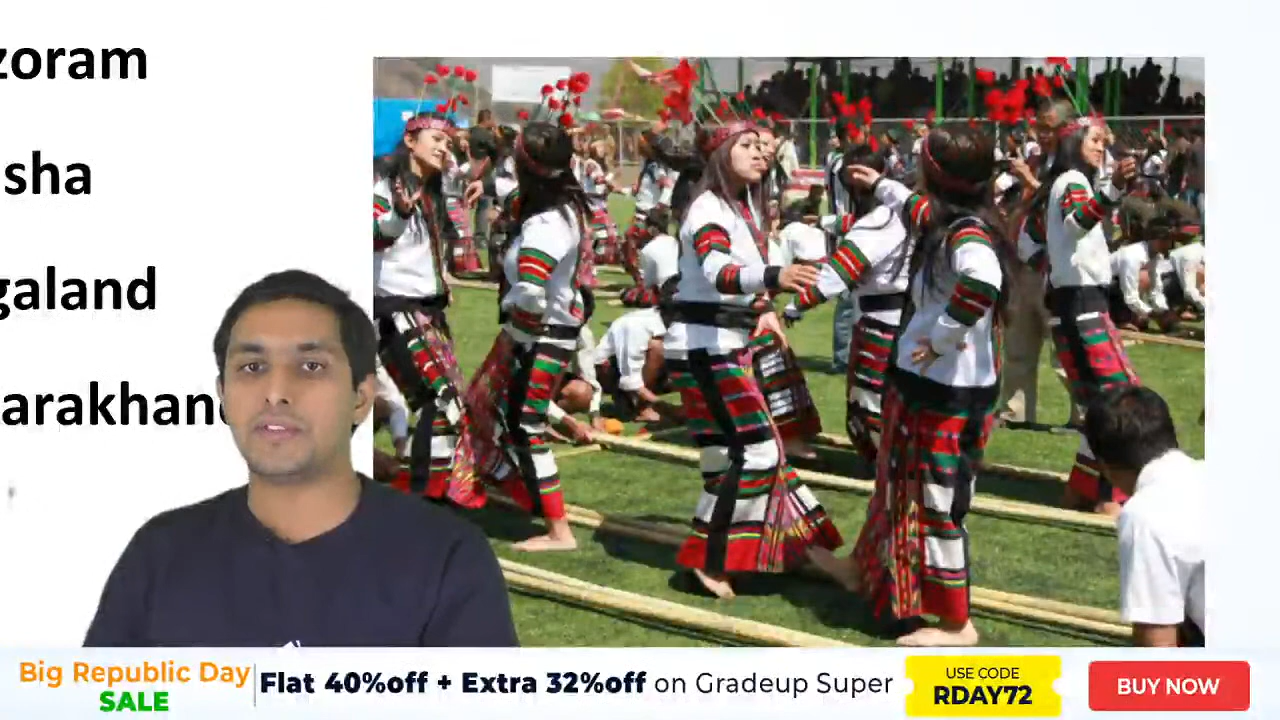 zoram
sha
galand
arakhan
Big Republic Day
SALE
Flat 40%off + Extra 32%off on Gradeup Super
USE CODE
RDAY72
BUY NOW